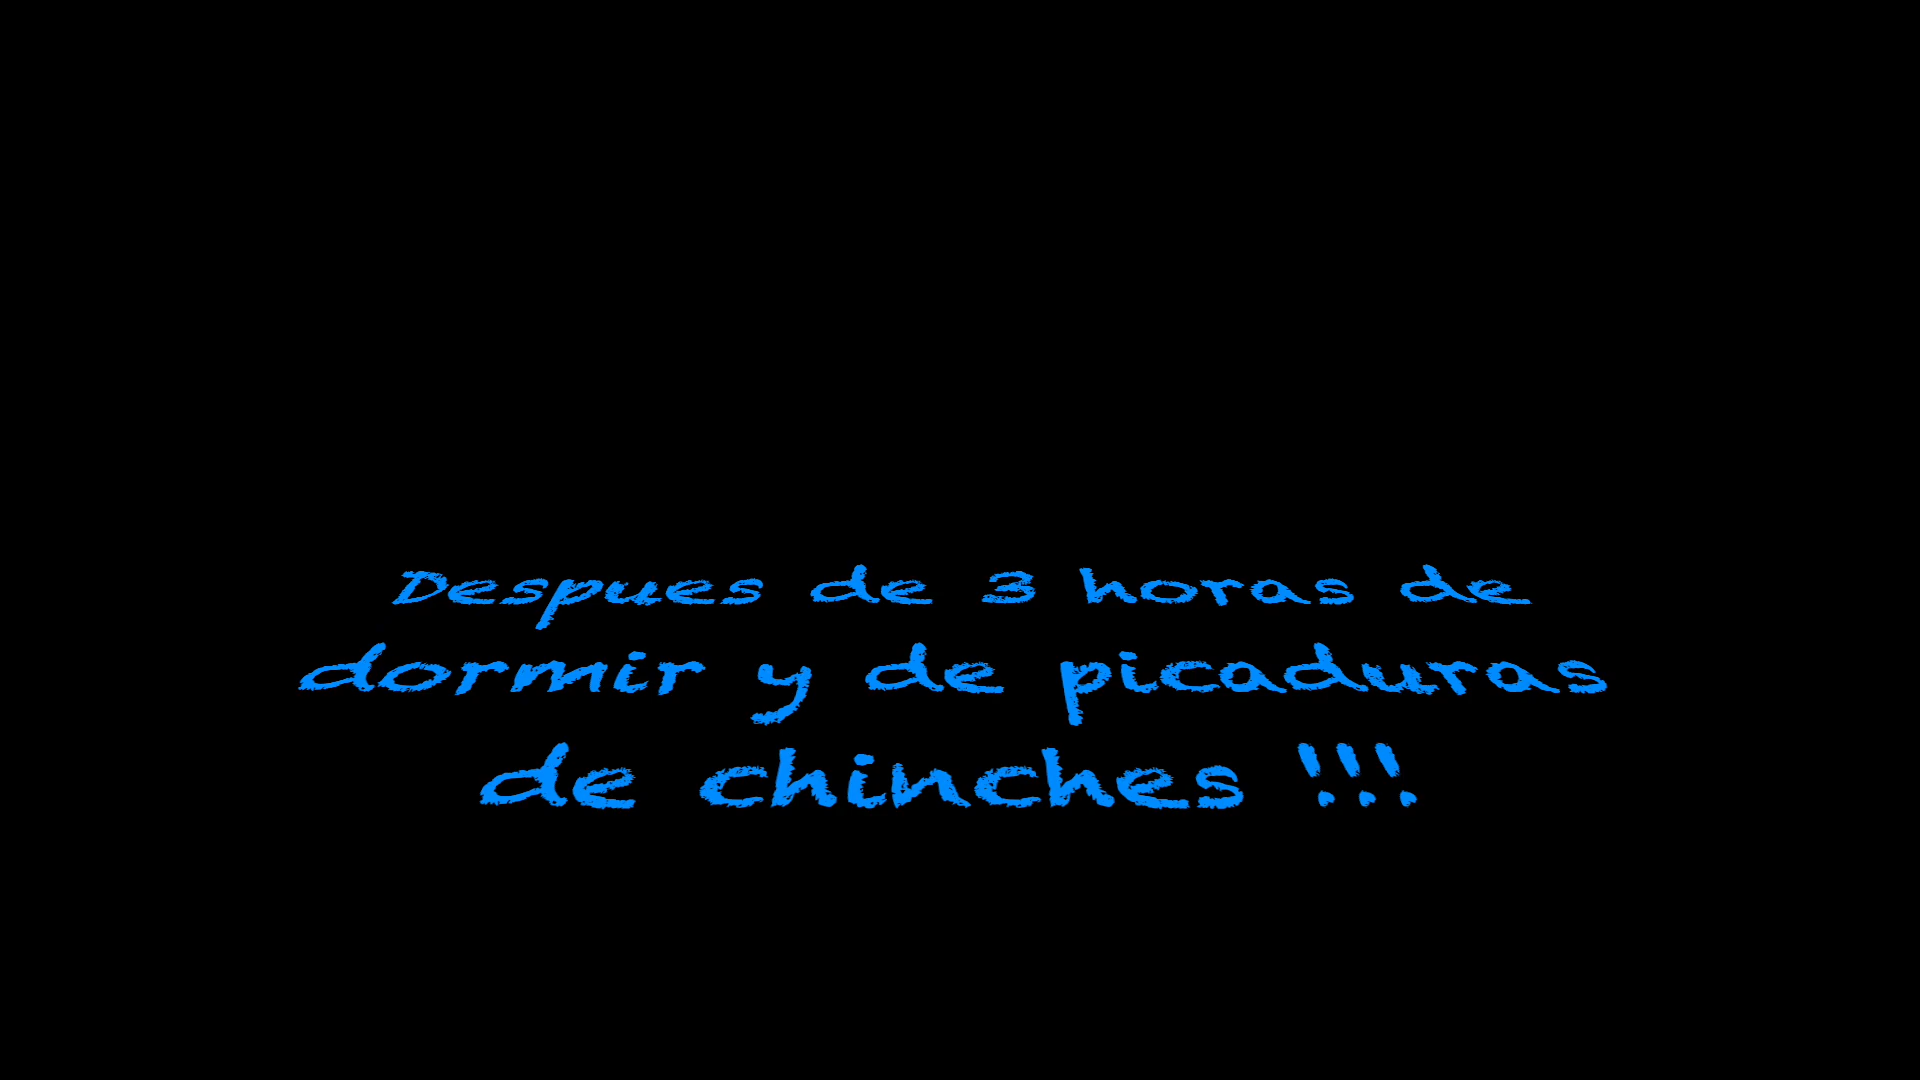 Despues de 3 horas de
dormir y de picaduras
de chinches !!!